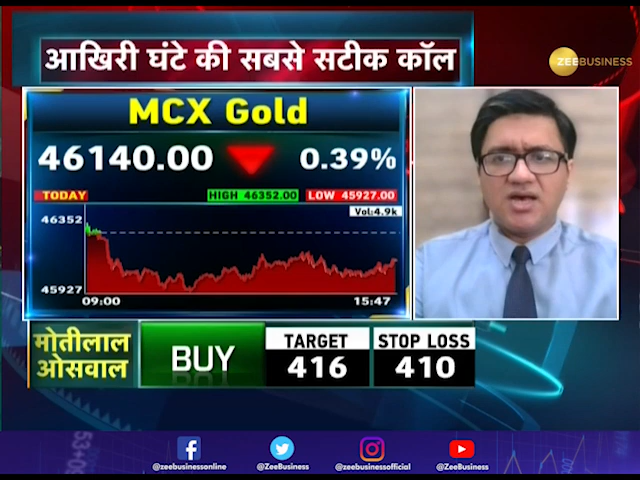 आखिरी घंटे की सबसे सटीक कॉल
ZEEBUSINESS
MCX Gold
46140.00 0.39%
TODAY HIGH 46352.00 LOW 45927.00
Vol:4.9k
46352
45927
09:00 15:47
मोतीलाल
ओसवाल
BUY
TARGET
416
STOP LOSS
410
@zeebusinessonline @ZeeBusiness @zeebusinessofficial @ZeeBusiness